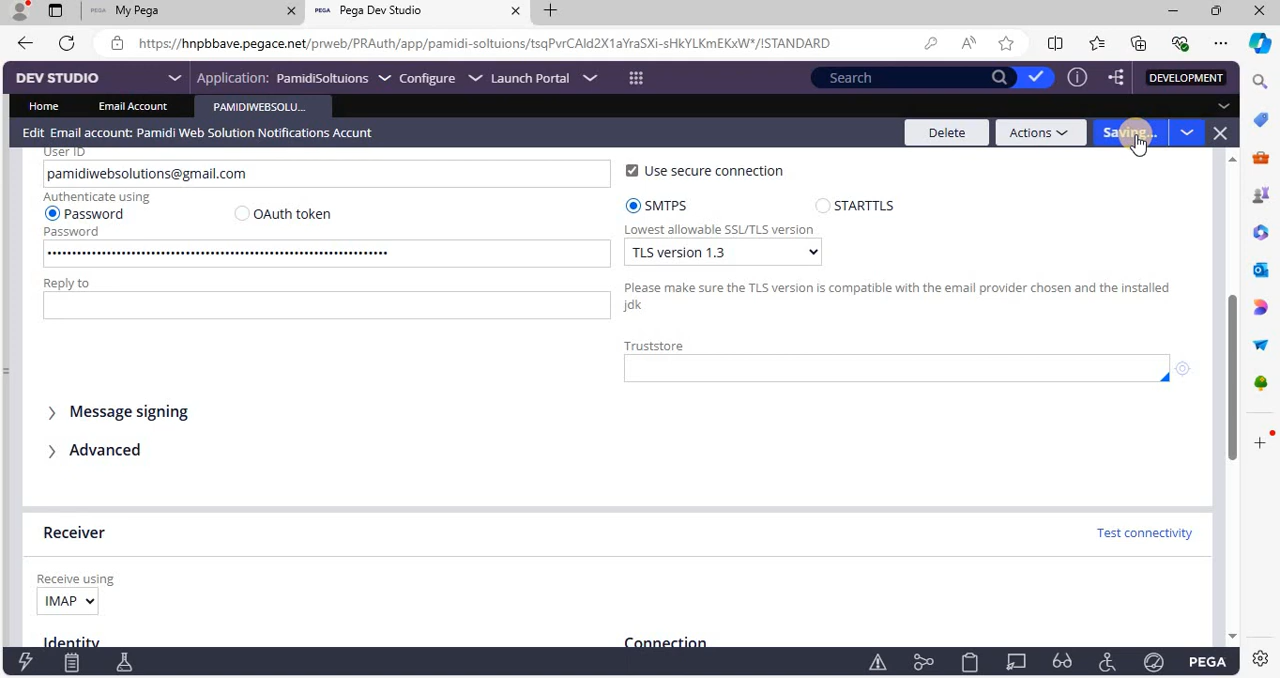 PEGA My Pega
PEGA Pega Dev Studio
https://hnpbbave.pegace.net/prweb/PRAuth/app/pamidi-soltuions/tsqPvrCAld2X1aYraSXi-sHkYLKmEKxW*/!STANDARD
DEV STUDIO
Application: PamidiSoltuions
Configure
Launch Portal
Search
DEVELOPMENT
Home
Email Account
PAMIDIWEBSOLU...
Edit Email account: Pamidi Web Solution Notifications Accunt
Delete
Actions
Saving...
User ID
pamidiwebsolutions@gmail.com
Use secure connection
Authenticate using
Password
OAuth token
SMTPS
STARTTLS
Password
Lowest allowable SSL/TLS version
TLS version 1.3
Reply to
Please make sure the TLS version is compatible with the email provider chosen and the installed
jdk
Truststore
Message signing
Advanced
Receiver
Test connectivity
Receive using
IMAP
Identity
Connection
PEGA